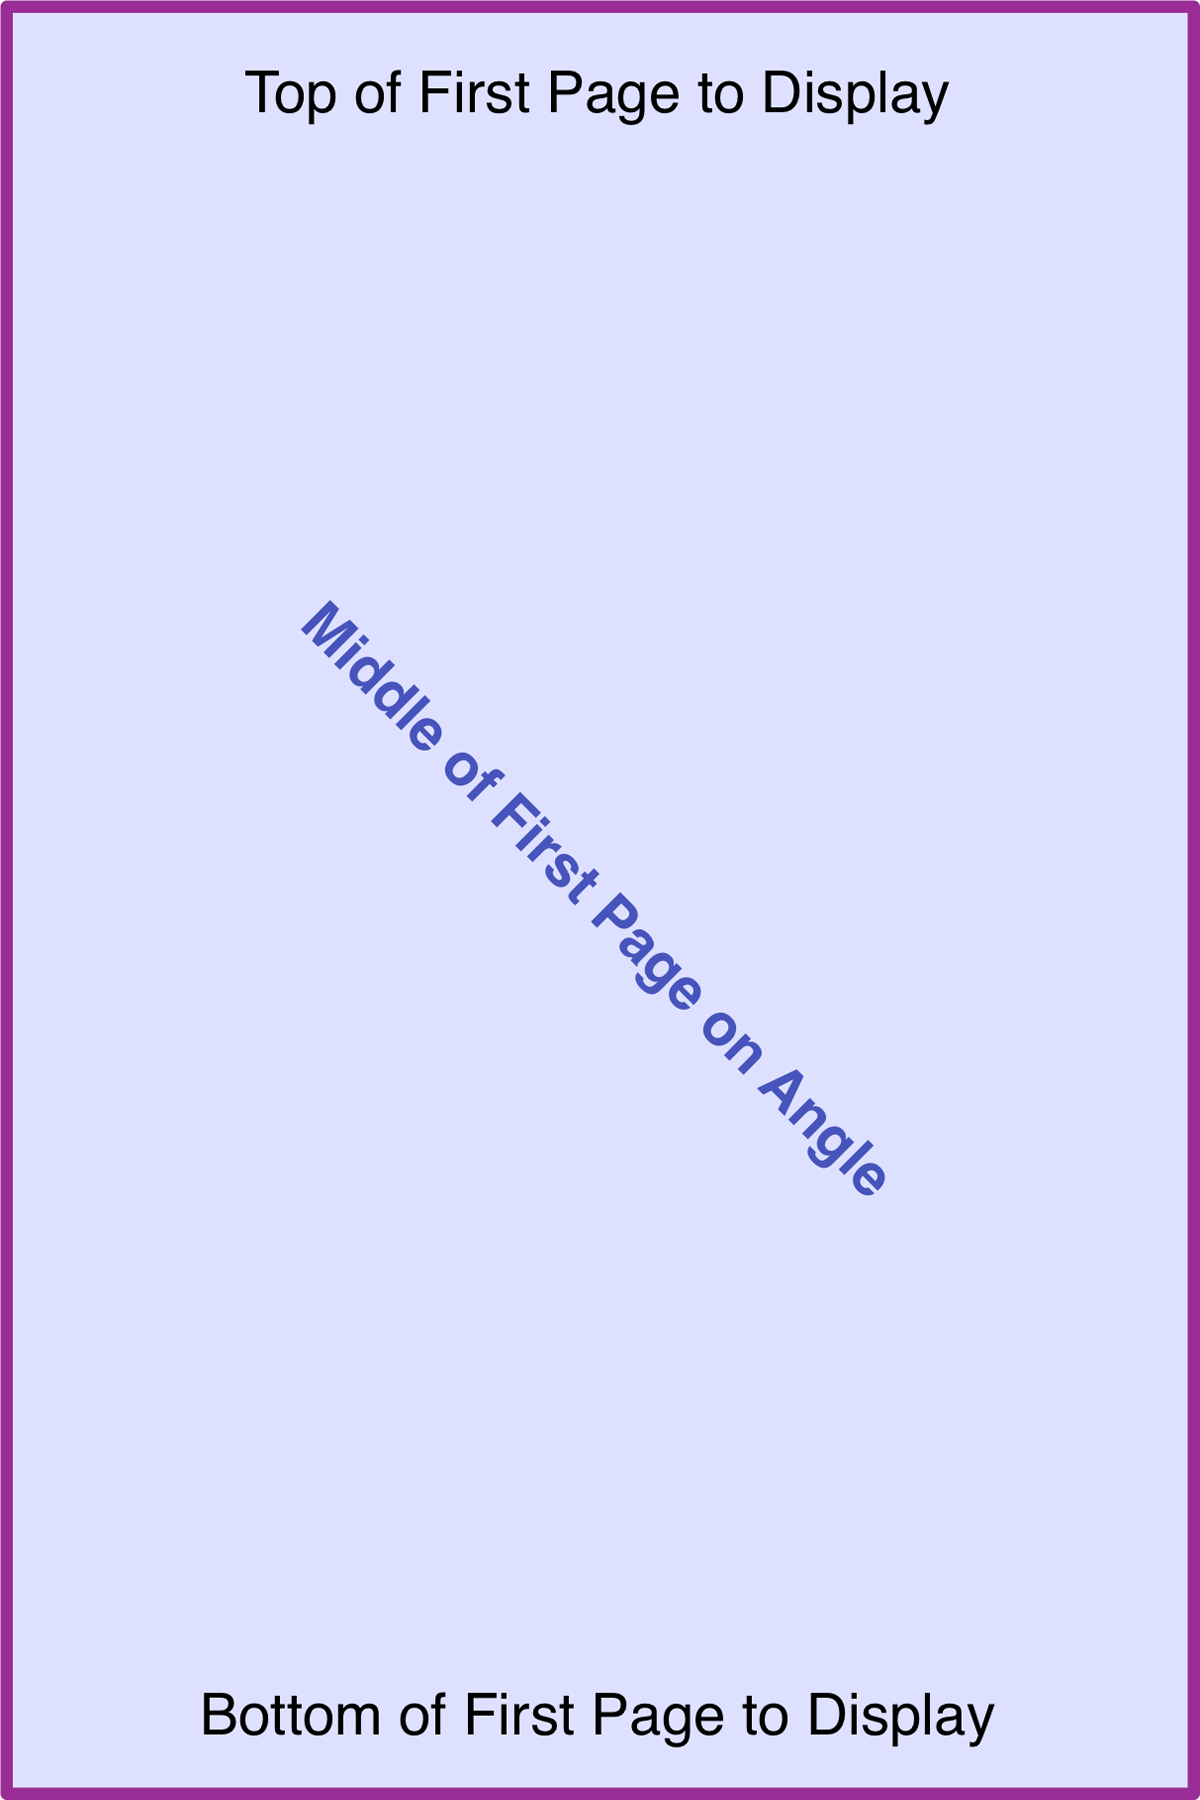 Top of First Page to Display
Middle of First Page on Angle
Bottom of First Page to Display